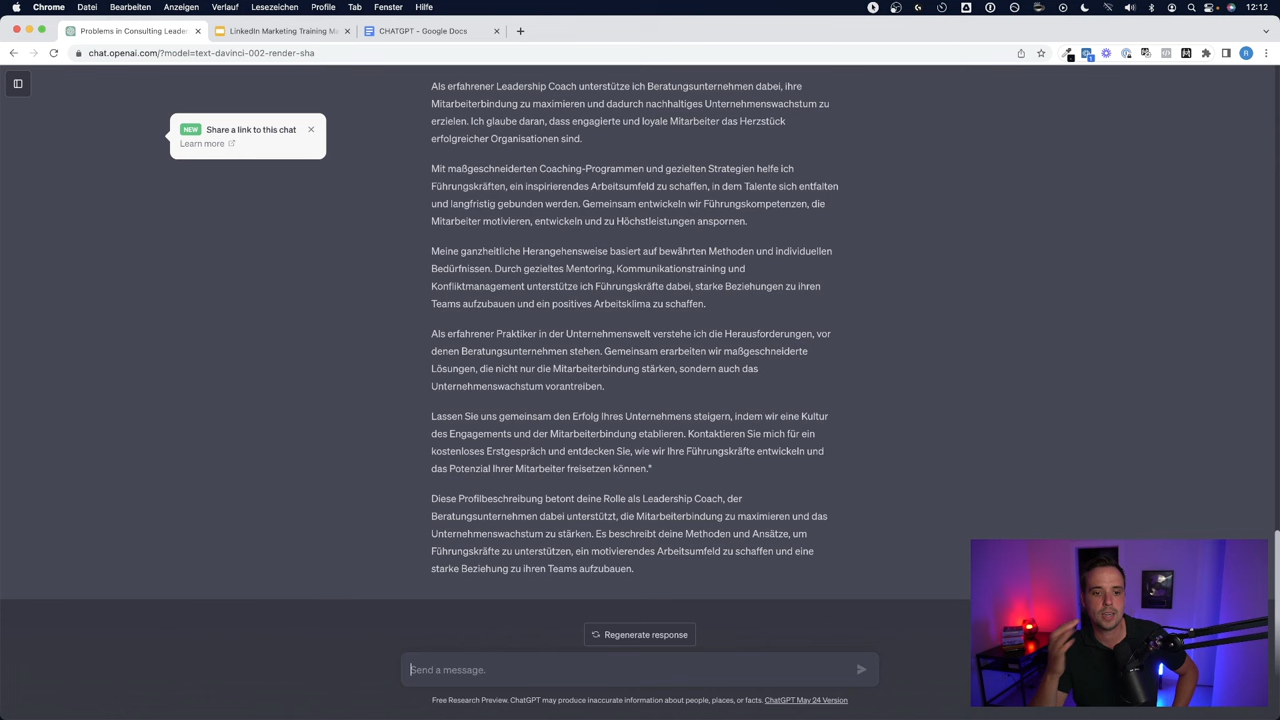 Chrome Datei Bearbeiten Anzeigen Verlauf Lesezeichen Profile Tab Fenster Hilfe
12:12
Problems in Consulting Leader
LinkedIn Marketing Training M
CHATGPT - Google Docs
chat.openai.com/?model=text-davinci-002-render-sha
NEW Share a link to this chat
Learn more
Als erfahrener Leadership Coach unterstütze ich Beratungsunternehmen dabei, ihre
Mitarbeiterbindung zu maximieren und dadurch nachhaltiges Unternehmenswachstum zu
erzielen. Ich glaube daran, dass engagierte und loyale Mitarbeiter das Herzstück
erfolgreicher Organisationen sind.
Mit maßgeschneiderten Coaching-Programmen und gezielten Strategien helfe ich
Führungskräften, ein inspirierendes Arbeitsumfeld zu schaffen, in dem Talente sich entfalten
und langfristig gebunden werden. Gemeinsam entwickeln wir Führungskompetenzen, die
Mitarbeiter motivieren, entwickeln und zu Höchstleistungen anspornen.
Meine ganzheitliche Herangehensweise basiert auf bewährten Methoden und individuellen
Bedürfnissen. Durch gezieltes Mentoring, Kommunikationstraining und
Konfliktmanagement unterstütze ich Führungskräfte dabei, starke Beziehungen zu ihren
Teams aufzubauen und ein positives Arbeitsklima zu schaffen.
Als erfahrener Praktiker in der Unternehmenswelt verstehe ich die Herausforderungen, vor
denen Beratungsunternehmen stehen. Gemeinsam erarbeiten wir maßgeschneiderte
Lösungen, die nicht nur die Mitarbeiterbindung stärken, sondern auch das
Unternehmenswachstum vorantreiben.
Lassen Sie uns gemeinsam den Erfolg Ihres Unternehmens steigern, indem wir eine Kultur
des Engagements und der Mitarbeiterbindung etablieren. Kontaktieren Sie mich für ein
kostenloses Erstgespräch und entdecken Sie, wie wir Ihre Führungskräfte entwickeln und
das Potenzial Ihrer Mitarbeiter freisetzen können."
Diese Profilbeschreibung betont deine Rolle als Leadership Coach, der
Beratungsunternehmen dabei unterstützt, die Mitarbeiterbindung zu maximieren und das
Unternehmenswachstum zu stärken. Es beschreibt deine Methoden und Ansätze, um
Führungskräfte zu unterstützen, ein motivierendes Arbeitsumfeld zu schaffen und eine
starke Beziehung zu ihren Teams aufzubauen.
Regenerate response
Send a message.
Free Research Preview. ChatGPT may produce inaccurate information about people, places, or facts. ChatGPT May 24 Version